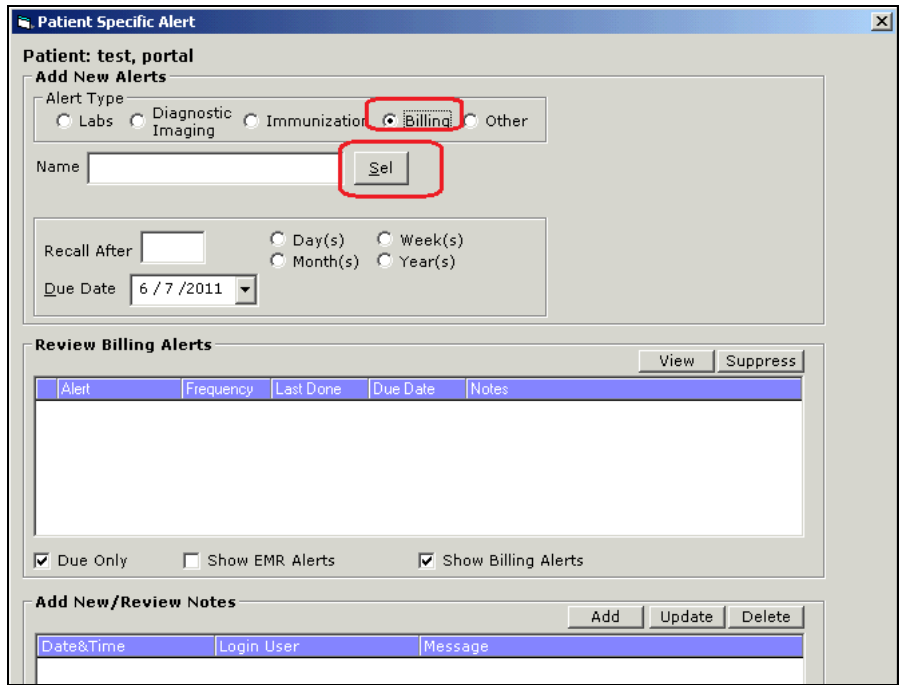 Patient Specific Alert
Patient: test, portal
Add New Alerts
Alert Type
Labs Diagnostic Imaging Immunization Billing Other
Name Sel
Recall After Day(s) Week(s)
Month(s) Year(s)
Due Date 6 / 7 /2011
Review Billing Alerts
View Suppress
Alert Frequency Last Done Due Date Notes
Due Only Show EMR Alerts Show Billing Alerts
Add New/Review Notes
Add Update Delete
Date&Time Login User Message